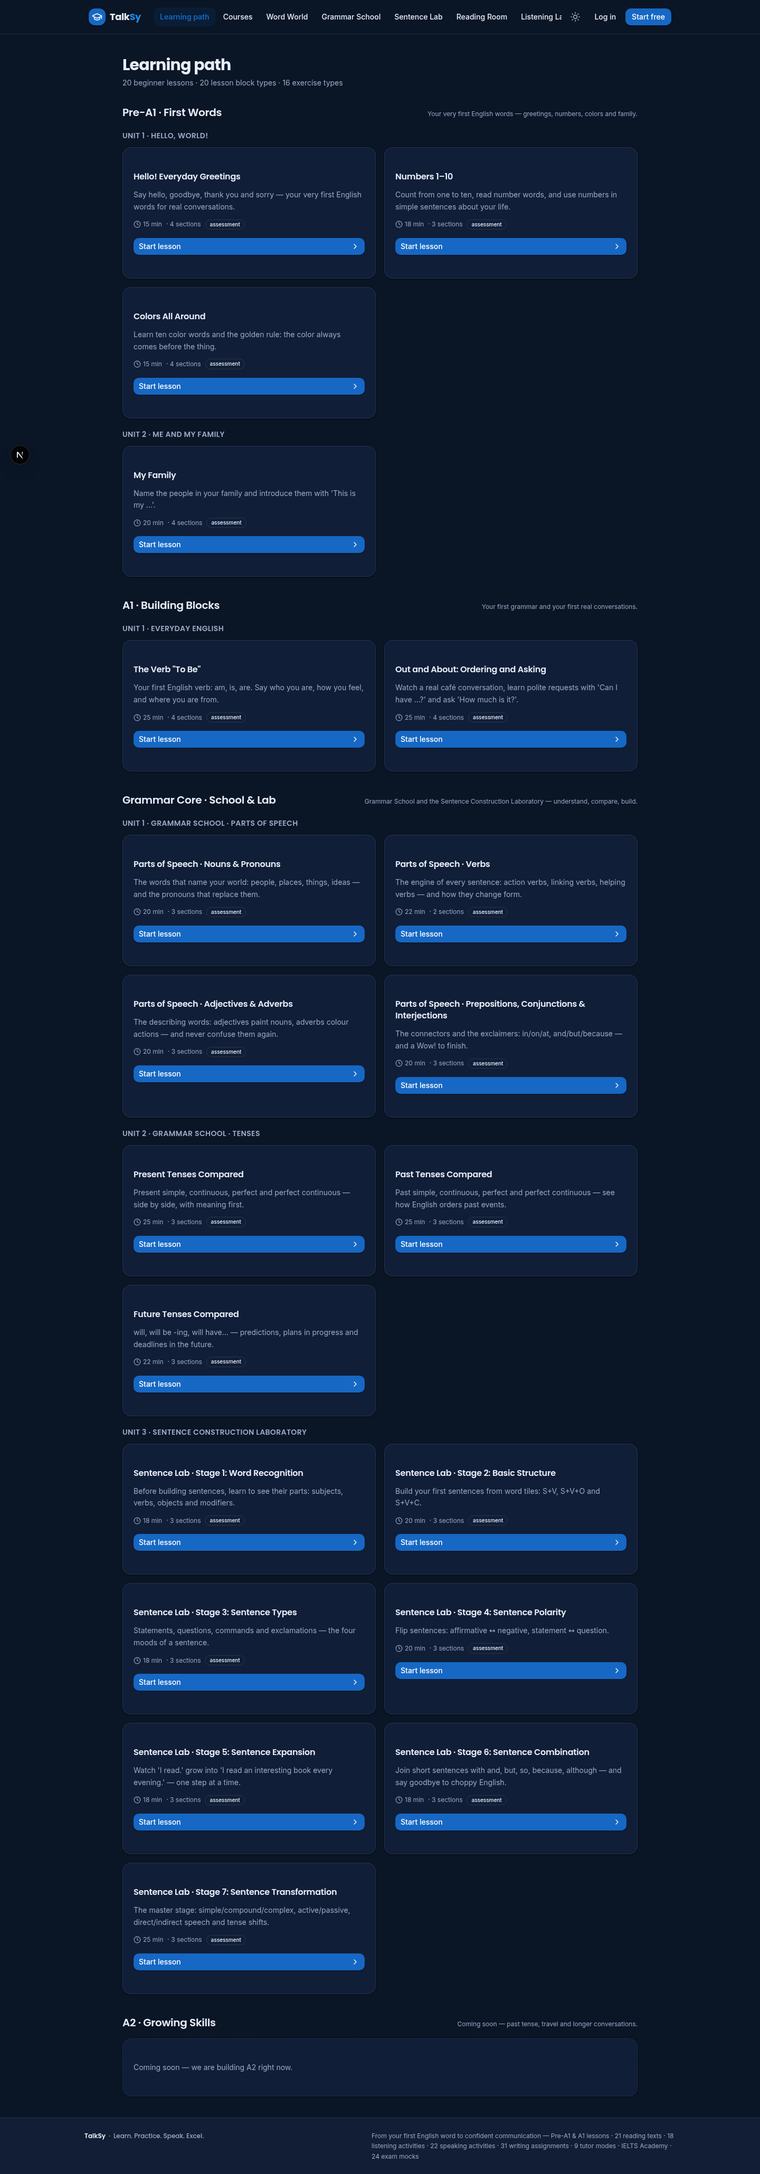 TalkSy Learning path Courses Word World Grammar School Sentence Lab Reading Room Listening La Log in Start free
Learning path
20 beginner lessons · 20 lesson block types · 16 exercise types
Pre-A1 · First Words
Your very first English words — greetings, numbers, colors and family.
UNIT 1 · HELLO, WORLD!
Hello! Everyday Greetings
Say hello, goodbye, thank you and sorry — your very first English
words for real conversations.
15 min · 4 sections assessment
Start lesson
Numbers 1–10
Count from one to ten, read number words, and use numbers in
simple sentences about your life.
18 min · 3 sections assessment
Start lesson
Colors All Around
Learn ten color words and the golden rule: the color always
comes before the thing.
15 min · 4 sections assessment
Start lesson
UNIT 2 · ME AND MY FAMILY
N
My Family
Name the people in your family and introduce them with 'This is
my ...'.
20 min · 4 sections assessment
Start lesson
A1 · Building Blocks
Your first grammar and your first real conversations.
UNIT 1 · EVERYDAY ENGLISH
The Verb "To Be"
Your first English verb: am, is, are. Say who you are, how you feel,
and where you are from.
25 min · 4 sections assessment
Start lesson
Out and About: Ordering and Asking
Watch a real café conversation, learn polite requests with 'Can I
have ...?' and ask 'How much is it?'.
25 min · 4 sections assessment
Start lesson
Grammar Core · School & Lab
Grammar School and the Sentence Construction Laboratory — understand, compare, build.
UNIT 1 · GRAMMAR SCHOOL · PARTS OF SPEECH
Parts of Speech · Nouns & Pronouns
The words that name your world: people, places, things, ideas —
and the pronouns that replace them.
20 min · 3 sections assessment
Start lesson
Parts of Speech · Verbs
The engine of every sentence: action verbs, linking verbs, helping
verbs — and how they change form.
22 min · 2 sections assessment
Start lesson
Parts of Speech · Adjectives & Adverbs
The describing words: adjectives paint nouns, adverbs colour
actions — and never confuse them again.
20 min · 3 sections assessment
Start lesson
Parts of Speech · Prepositions, Conjunctions &
Interjections
The connectors and the exclaimers: in/on/at, and/but/because —
and a Wow! to finish.
20 min · 3 sections assessment
Start lesson
UNIT 2 · GRAMMAR SCHOOL · TENSES
Present Tenses Compared
Present simple, continuous, perfect and perfect continuous —
side by side, with meaning first.
25 min · 3 sections assessment
Start lesson
Past Tenses Compared
Past simple, continuous, perfect and perfect continuous — see
how English orders past events.
25 min · 3 sections assessment
Start lesson
Future Tenses Compared
will, will be -ing, will have... — predictions, plans in progress and
deadlines in the future.
22 min · 3 sections assessment
Start lesson
UNIT 3 · SENTENCE CONSTRUCTION LABORATORY
Sentence Lab · Stage 1: Word Recognition
Before building sentences, learn to see their parts: subjects,
verbs, objects and modifiers.
18 min · 3 sections assessment
Start lesson
Sentence Lab · Stage 2: Basic Structure
Build your first sentences from word tiles: S+V, S+V+O and
S+V+C.
20 min · 3 sections assessment
Start lesson
Sentence Lab · Stage 3: Sentence Types
Statements, questions, commands and exclamations — the four
moods of a sentence.
18 min · 3 sections assessment
Start lesson
Sentence Lab · Stage 4: Sentence Polarity
Flip sentences: affirmative ↔ negative, statement ↔ question.
20 min · 3 sections assessment
Start lesson
Sentence Lab · Stage 5: Sentence Expansion
Watch 'I read.' grow into 'I read an interesting book every
evening.' — one step at a time.
18 min · 3 sections assessment
Start lesson
Sentence Lab · Stage 6: Sentence Combination
Join short sentences with and, but, so, because, although — and
say goodbye to choppy English.
18 min · 3 sections assessment
Start lesson
Sentence Lab · Stage 7: Sentence Transformation
The master stage: simple/compound/complex, active/passive,
direct/indirect speech and tense shifts.
25 min · 3 sections assessment
Start lesson
A2 · Growing Skills
Coming soon — past tense, travel and longer conversations.
Coming soon — we are building A2 right now.
TalkSy · Learn. Practice. Speak. Excel.
From your first English word to confident communication — Pre-A1 & A1 lessons · 21 reading texts · 18
listening activities · 22 speaking activities · 31 writing assignments · 9 tutor modes · IELTS Academy ·
24 exam mocks